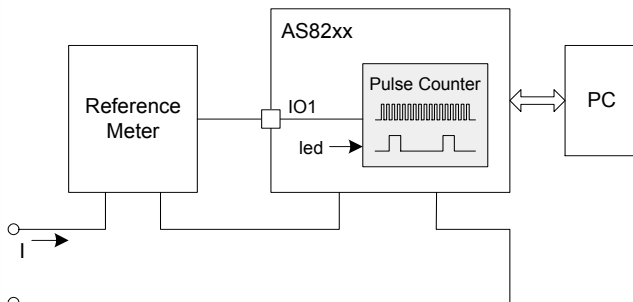 AS82xx
Reference
Meter
IO1
Pulse Counter
led
PC
I